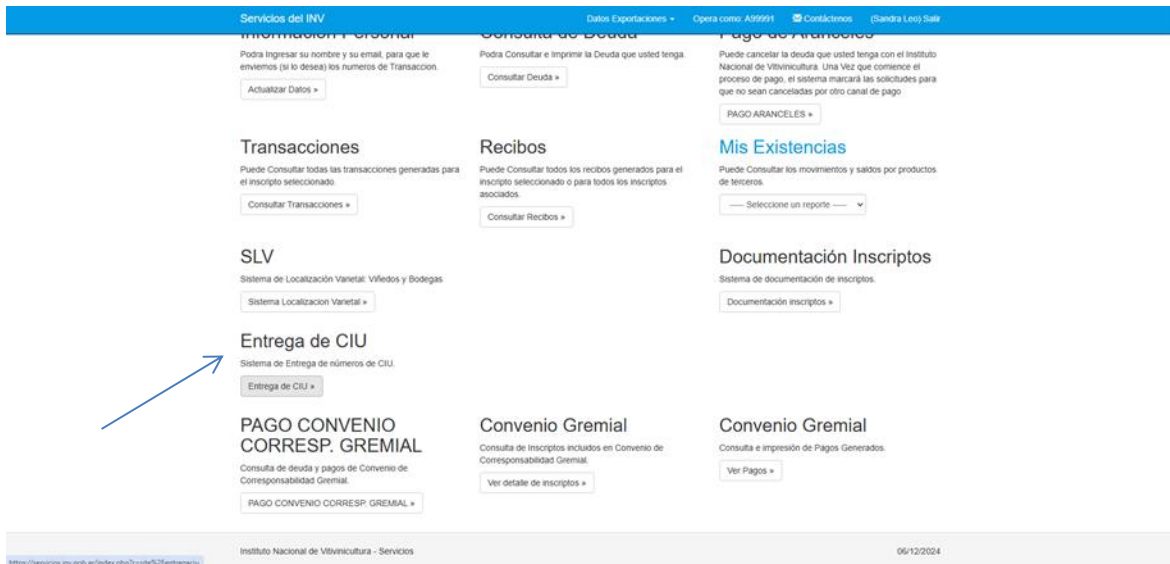 Servicios del INV
Datos Exportaciones
Opera como: A99991
Contáctenos
(Sandra Leo) Salir
Información Personal
Podra Ingresar su nombre y su email, para que le
enviemos (si lo desea) los numeros de Transaccion.
Actualizar Datos »
Consulta de Deuda
Podra Consultar e Imprimir la Deuda que usted tenga.
Consultar Deuda »
Pago de Aranceles
Puede cancelar la deuda que usted tenga con el Instituto
Nacional de Vitivinicultura. Una Vez que comience el
proceso de pago, el sistema marcará las solicitudes para
que no sean canceladas por otro canal de pago
PAGO ARANCELES »
Transacciones
Puede Consultar todas las transacciones generadas para
el inscripto seleccionado.
Consultar Transacciones »
Recibos
Puede Consultar todos los recibos generados para el
inscripto seleccionado o para todos los inscriptos
asociados.
Consultar Recibos »
Mis Existencias
Puede Consultar los movimientos y saldos por productos
de terceros.
----- Seleccione un reporte -----
SLV
Sistema de Localización Varietal: Viñedos y Bodegas
Sistema Localizacion Varietal »
Documentación Inscriptos
Sistema de documentación de inscriptos.
Documentación inscriptos »
Entrega de CIU
Sistema de Entrega de números de CIU.
Entrega de CIU »
PAGO CONVENIO
CORRESP. GREMIAL
Consulta de deuda y pagos de Convenio de
Corresponsabilidad Gremial.
PAGO CONVENIO CORRESP. GREMIAL »
Convenio Gremial
Consulta de Inscriptos incluidos en Convenio de
Corresponsabilidad Gremial.
Ver detalle de inscriptos »
Convenio Gremial
Consulta e impresión de Pagos Generados.
Ver Pagos »
Instituto Nacional de Vitivinicultura - Servicios
06/12/2024